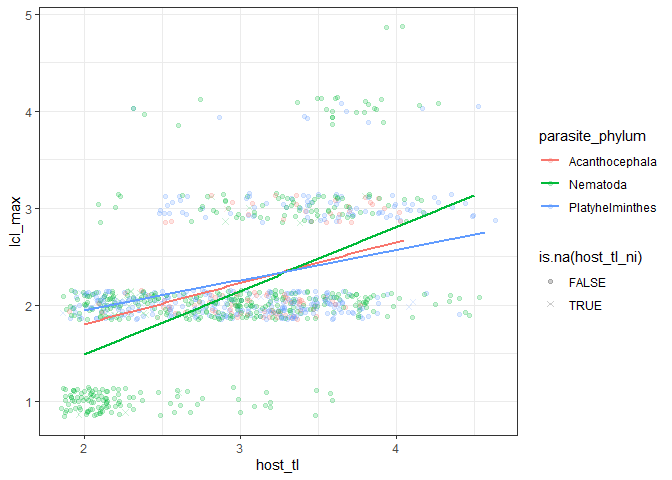 5
4
3
2
1
lcl_max
2
3
4
host_tl
parasite_phylum
Acanthocephala
Nematoda
Platyhelminthes
is.na(host_tl_ni)
FALSE
TRUE